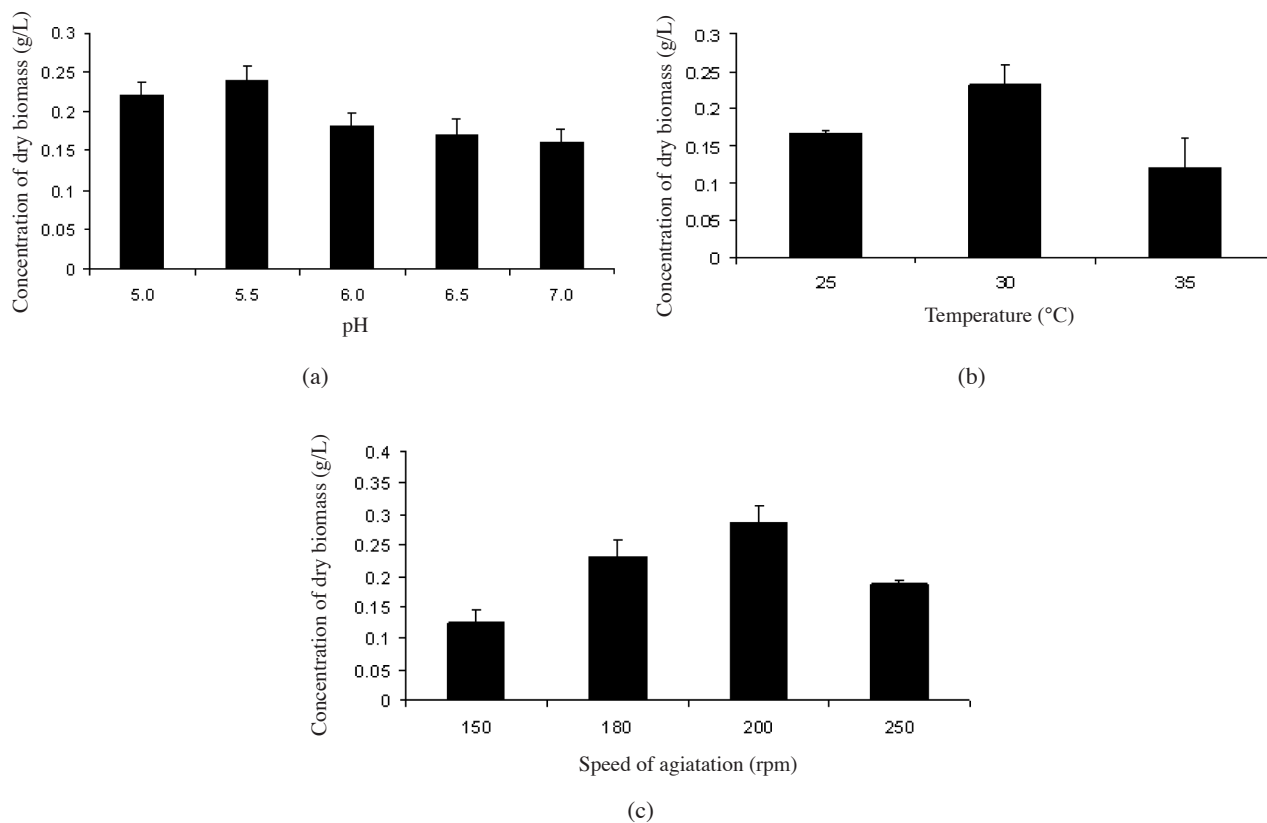 Concentration of dry biomass (g/L)
0.3
0.25
0.2
0.15
0.1
0.05
0
5.0 5.5 6.0 6.5 7.0
pH
(a)
Concentration of dry biomass (g/L)
0.3
0.25
0.2
0.15
0.1
0.05
0
25 30 35
Temperature (°C)
(b)
Concentration of dry biomass (g/L)
0.4
0.35
0.3
0.25
0.2
0.15
0.1
0.05
0
150 180 200 250
Speed of agiatation (rpm)
(c)